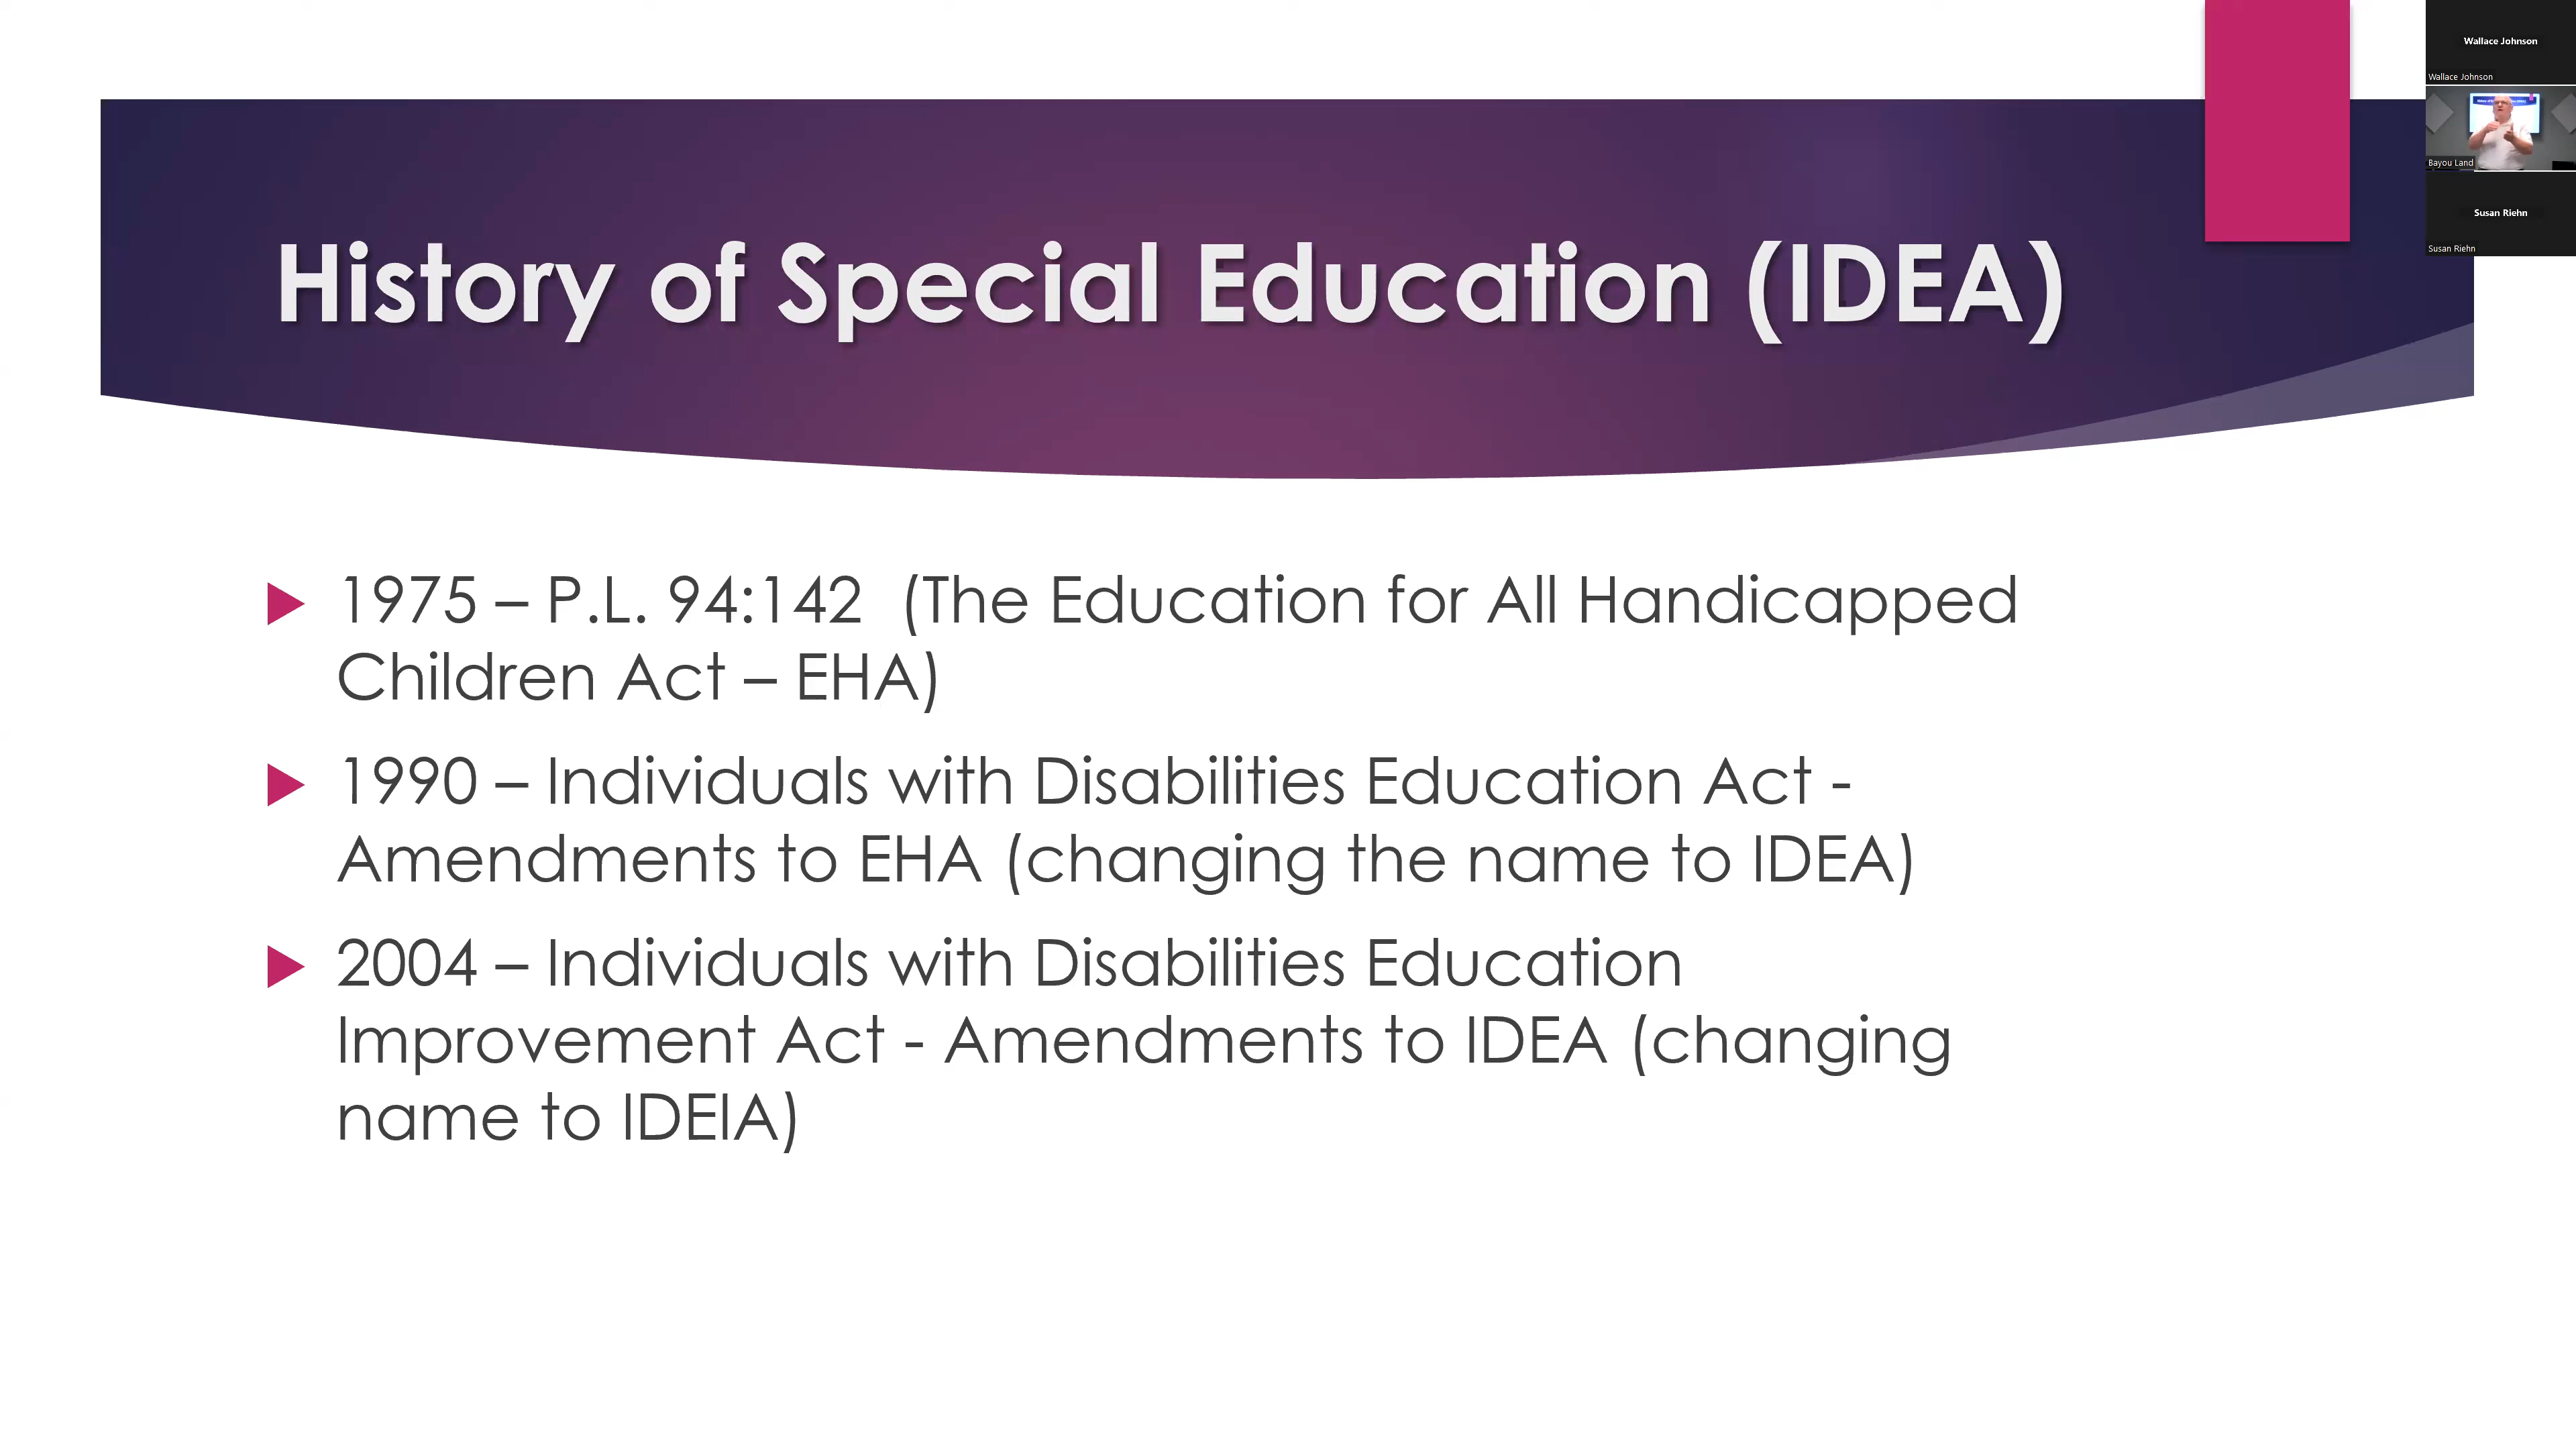 History of Special Education (IDEA)
1975 – P.L. 94:142  (The Education for All Handicapped
Children Act – EHA)
1990 – Individuals with Disabilities Education Act -
Amendments to EHA (changing the name to IDEA)
2004 – Individuals with Disabilities Education
Improvement Act - Amendments to IDEA (changing
name to IDEIA)
Wallace Johnson
Wallace Johnson
Bayou Land
Susan Riehn
Susan Riehn